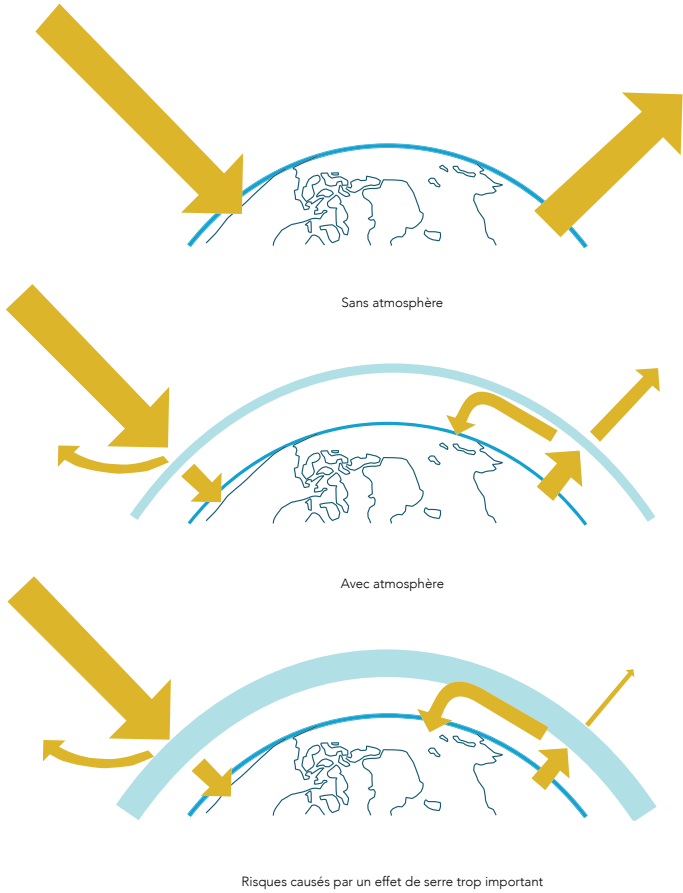 Sans atmosphère
Avec atmosphère
Risques causés par un effet de serre trop important